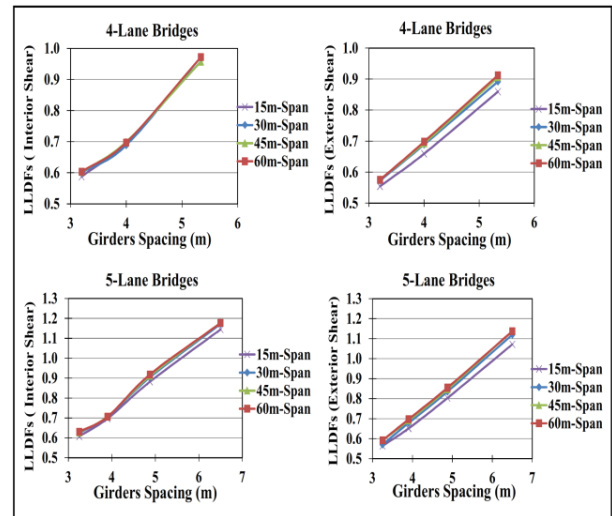 4-Lane Bridges
LLDFs ( Interior Shear)
1.0
0.9
0.8
0.7
0.6
0.5
3 4 5 6
Girders Spacing (m)
15m-Span
30m-Span
45m-Span
60m-Span
4-Lane Bridges
LLDFs (Exterior Shear)
1.0
0.9
0.8
0.7
0.6
0.5
3 4 5 6
Girders Spacing (m)
15m-Span
30m-Span
45m-Span
60m-Span
5-Lane Bridges
LLDFs ( Interior Shear)
1.3
1.2
1.1
1.0
0.9
0.8
0.7
0.6
0.5
3 4 5 6 7
Girders Spacing (m)
15m-Span
30m-Span
45m-Span
60m-Span
5-Lane Bridges
LLDFs (Exterior Shear)
1.3
1.2
1.1
1.0
0.9
0.8
0.7
0.6
0.5
3 4 5 6 7
Girders Spacing (m)
15m-Span
30m-Span
45m-Span
60m-Span